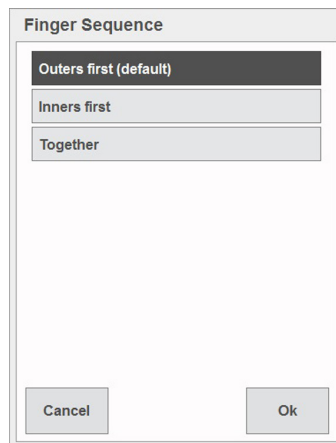 Finger Sequence
Outers first (default)
Inners first
Together
Cancel
Ok